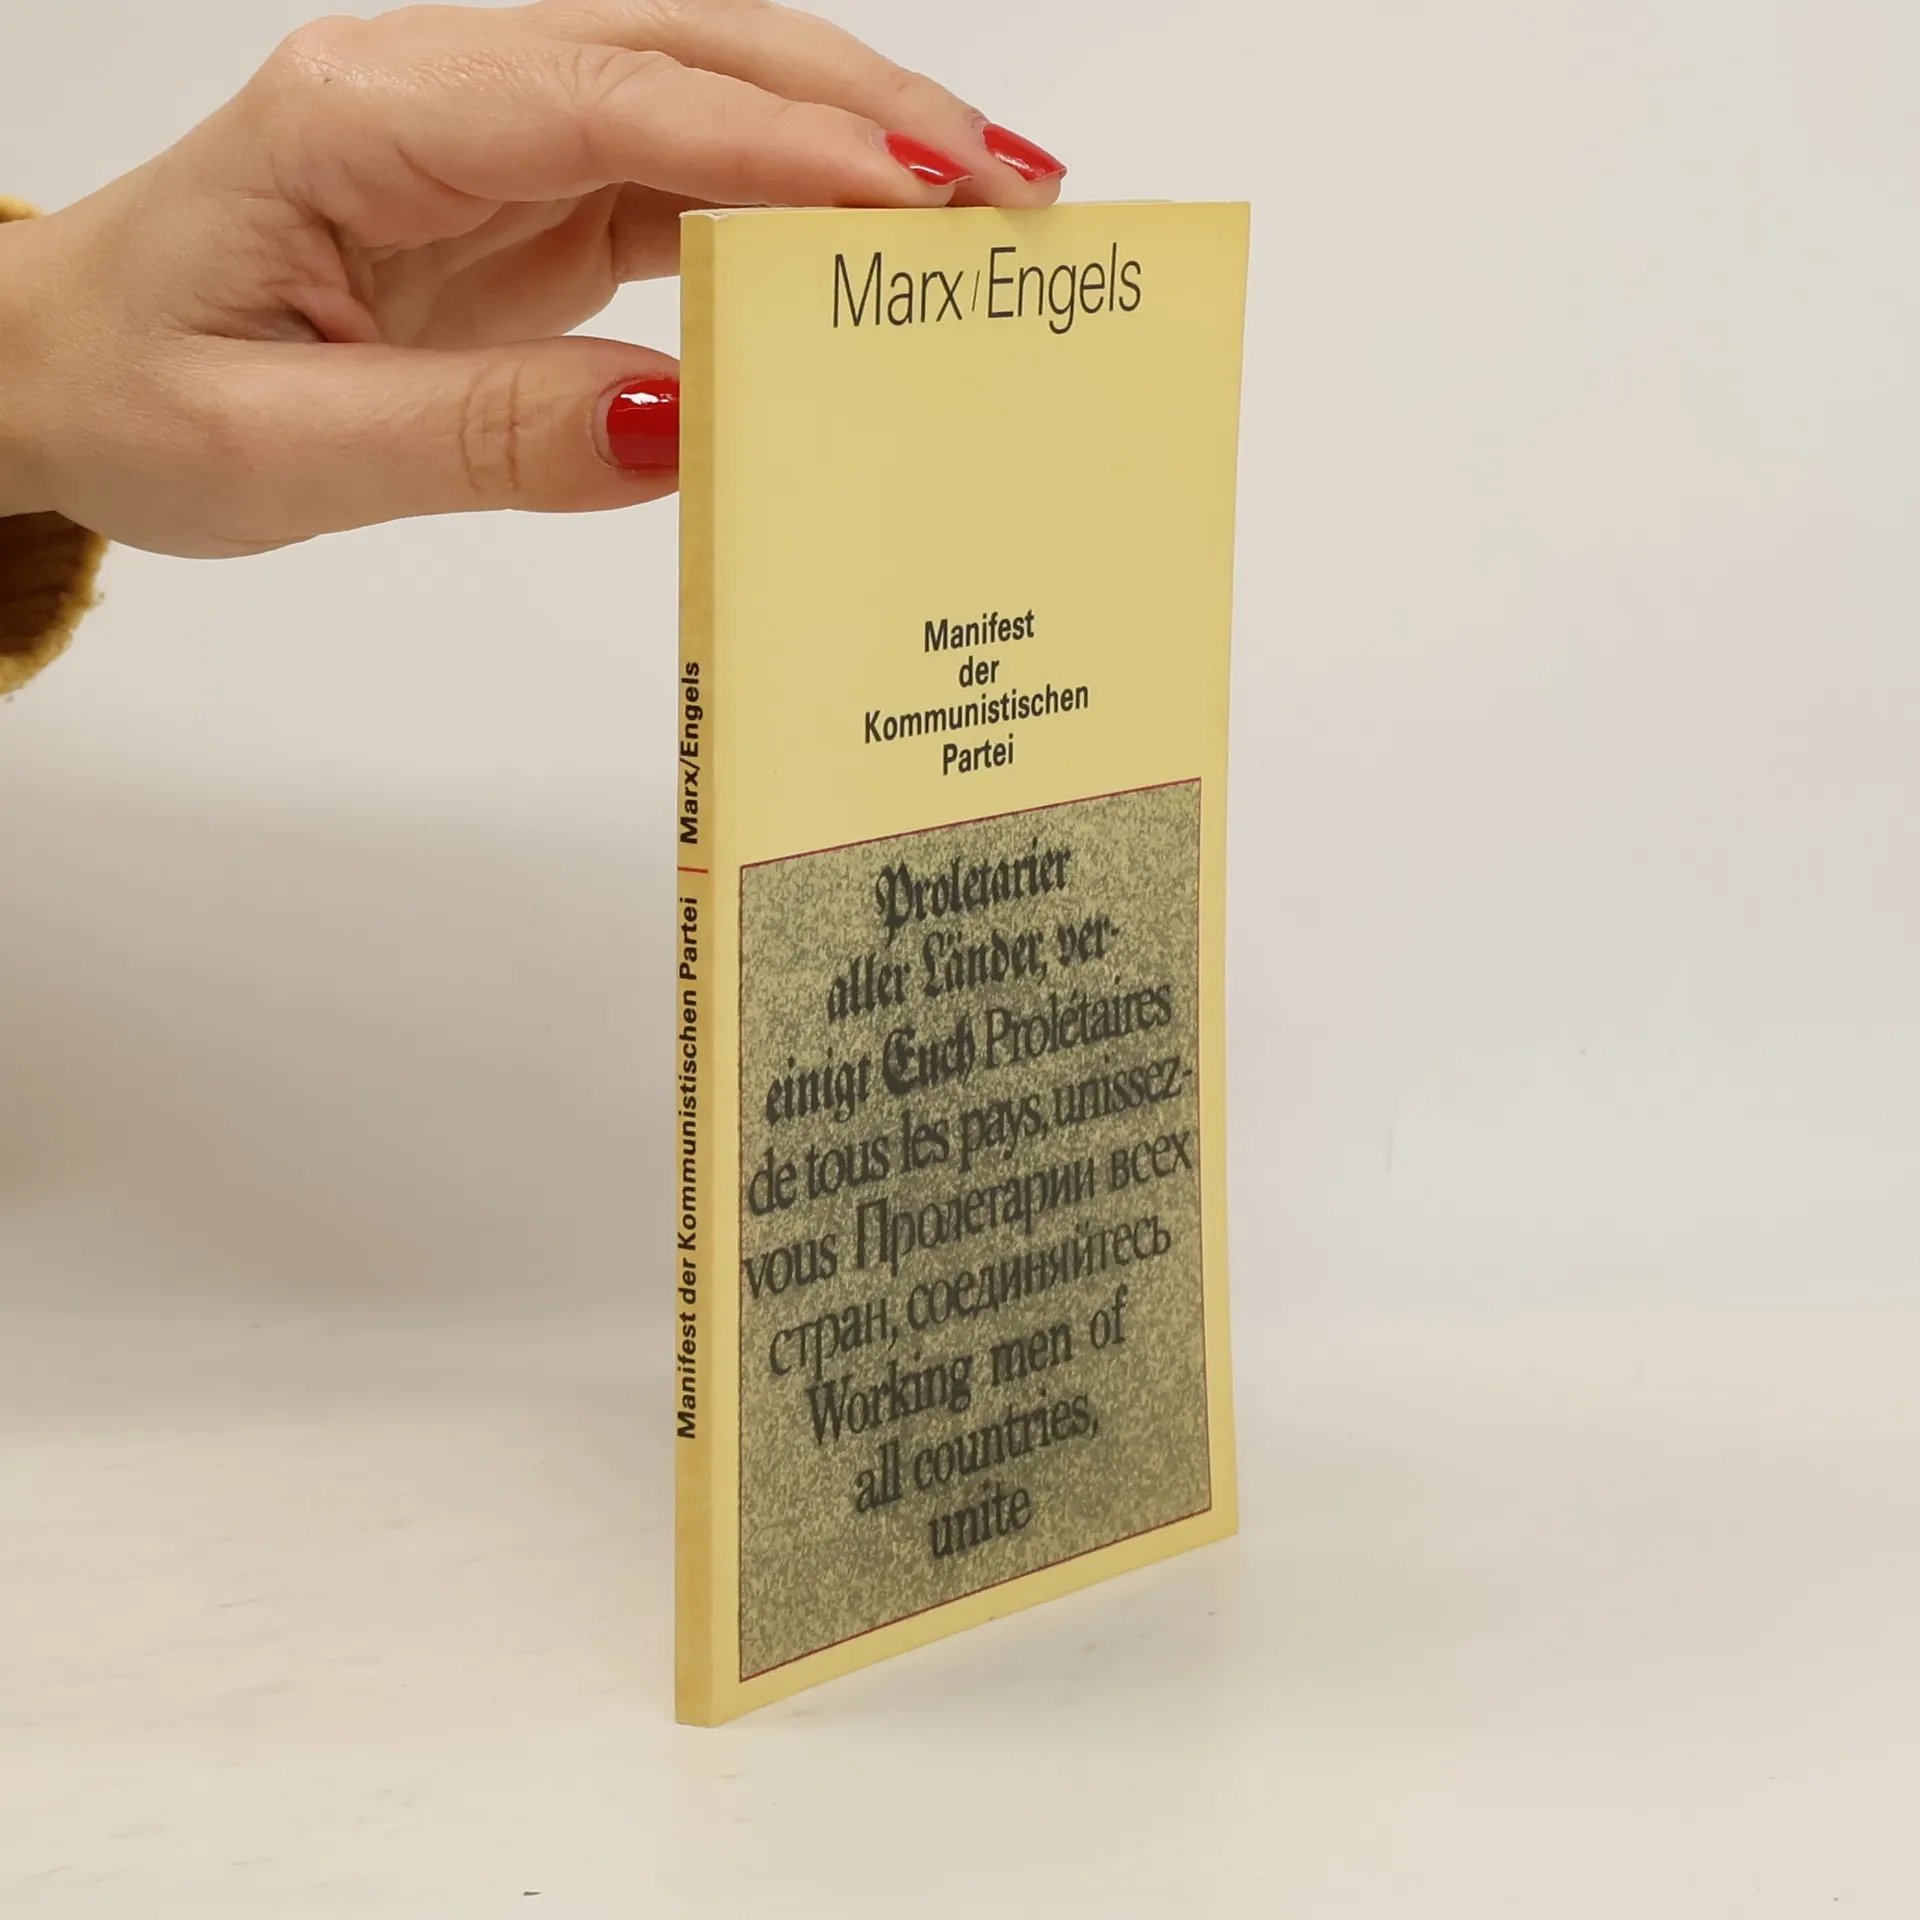 Marx/Engels
Manifest
der
Kommunistischen
Partei
Proletarier
aller Länder, ver-
einigt Euch Prolétaires
de tous les pays, unissez-
vous Пролетарии всех
стран, соединяйтесь
Working men of
all countries,
unite
Manifest der Kommunistischen Partei | Marx/Engels